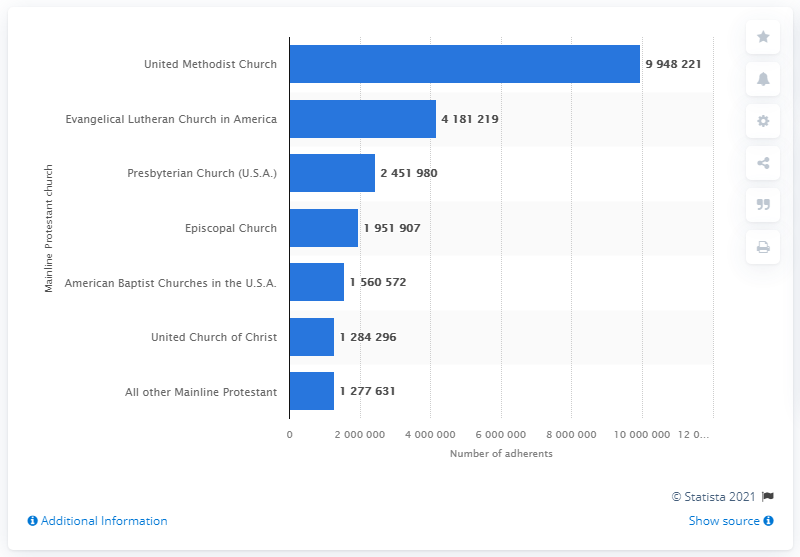 Mainline Protestant church
United Methodist Church 9 948 221
Evangelical Lutheran Church in America 4 181 219
Presbyterian Church (U.S.A.) 2 451 980
Episcopal Church 1 951 907
American Baptist Churches in the U.S.A. 1 560 572
United Church of Christ 1 284 296
All other Mainline Protestant 1 277 631
0 2 000 000 4 000 000 6 000 000 8 000 000 10 000 000 12 0...
Number of adherents
© Statista 2021
Additional Information Show source